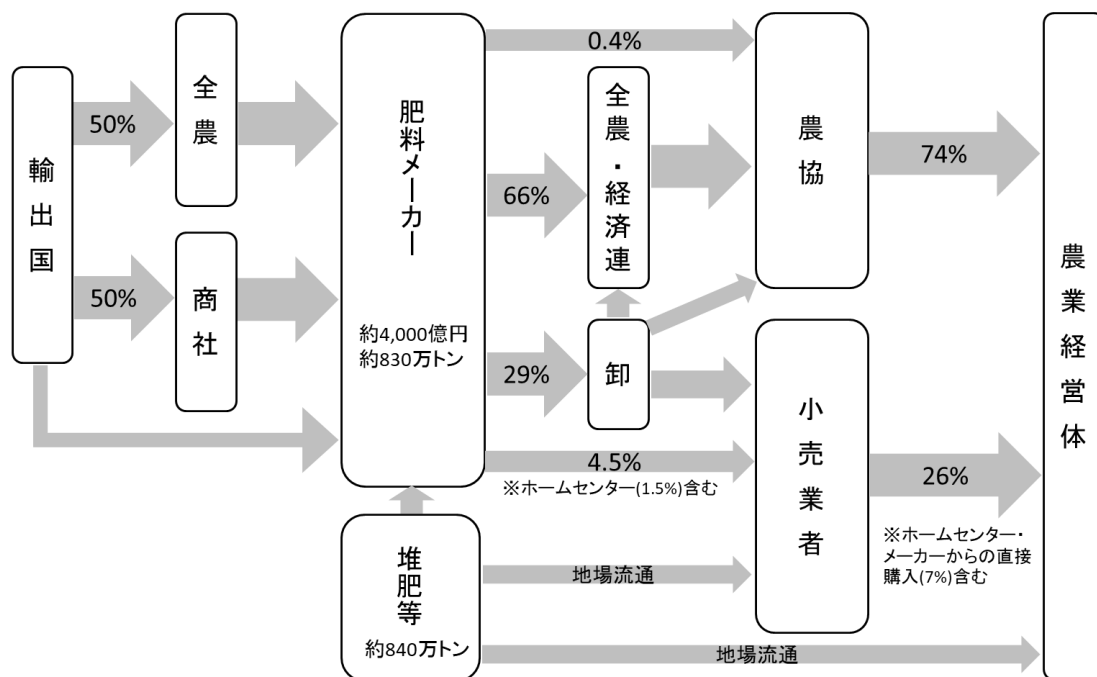 輸出国
50%
全農
50%
商社
肥料メーカー
約4,000億円
約830万トン
0.4%
66%
全農・経済連
29%
卸
4.5%
※ホームセンター(1.5%)含む
農協
74%
小売業者
26%
※ホームセンター・
メーカーからの直接
購入(7%)含む
堆肥等
約840万トン
地場流通
地場流通
農業経営体